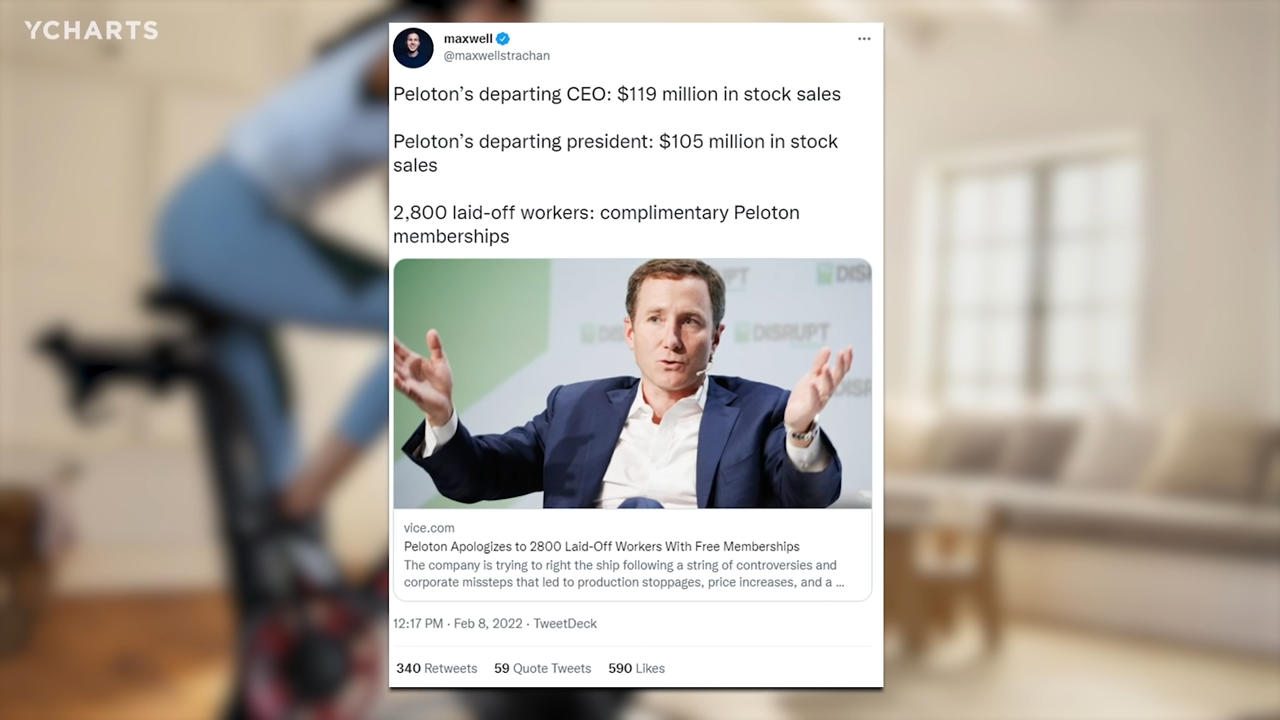 YCHARTS
maxwell
@maxwellstrachan
Peloton’s departing CEO: $119 million in stock sales
Peloton’s departing president: $105 million in stock
sales
2,800 laid-off workers: complimentary Peloton
memberships
DISRUPT
vice.com
Peloton Apologizes to 2800 Laid-Off Workers With Free Memberships
The company is trying to right the ship following a string of controversies and
corporate missteps that led to production stoppages, price increases, and a ...
12:17 PM · Feb 8, 2022 · TweetDeck
340 Retweets 59 Quote Tweets 590 Likes